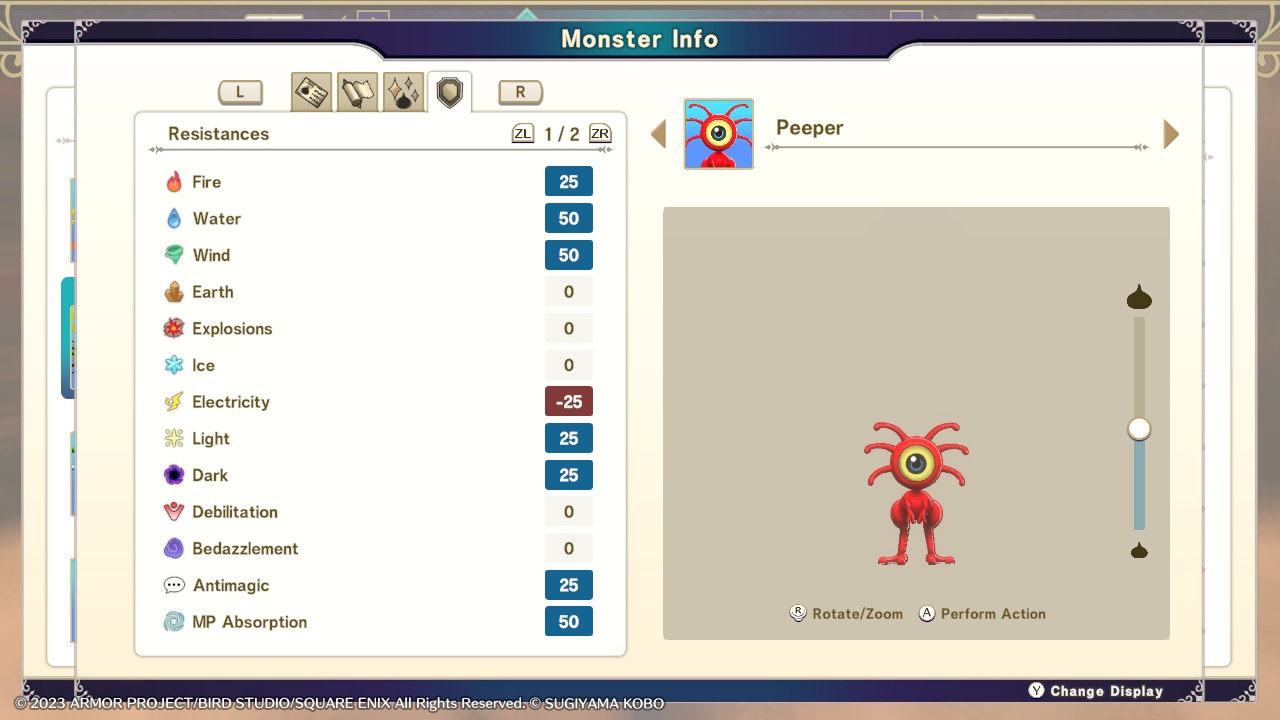 Monster Info
L R
Resistances ZL 1 / 2 ZR
Fire 25
Water 50
Wind 50
Earth 0
Explosions 0
Ice 0
Electricity -25
Light 25
Dark 25
Debilitation 0
Bedazzlement 0
Antimagic 25
MP Absorption 50
Peeper
R Rotate/Zoom A Perform Action
Y Change Display
© 2023 ARMOR PROJECT/BIRD STUDIO/SQUARE ENIX All Rights Reserved. © SUGIYAMA KOBO